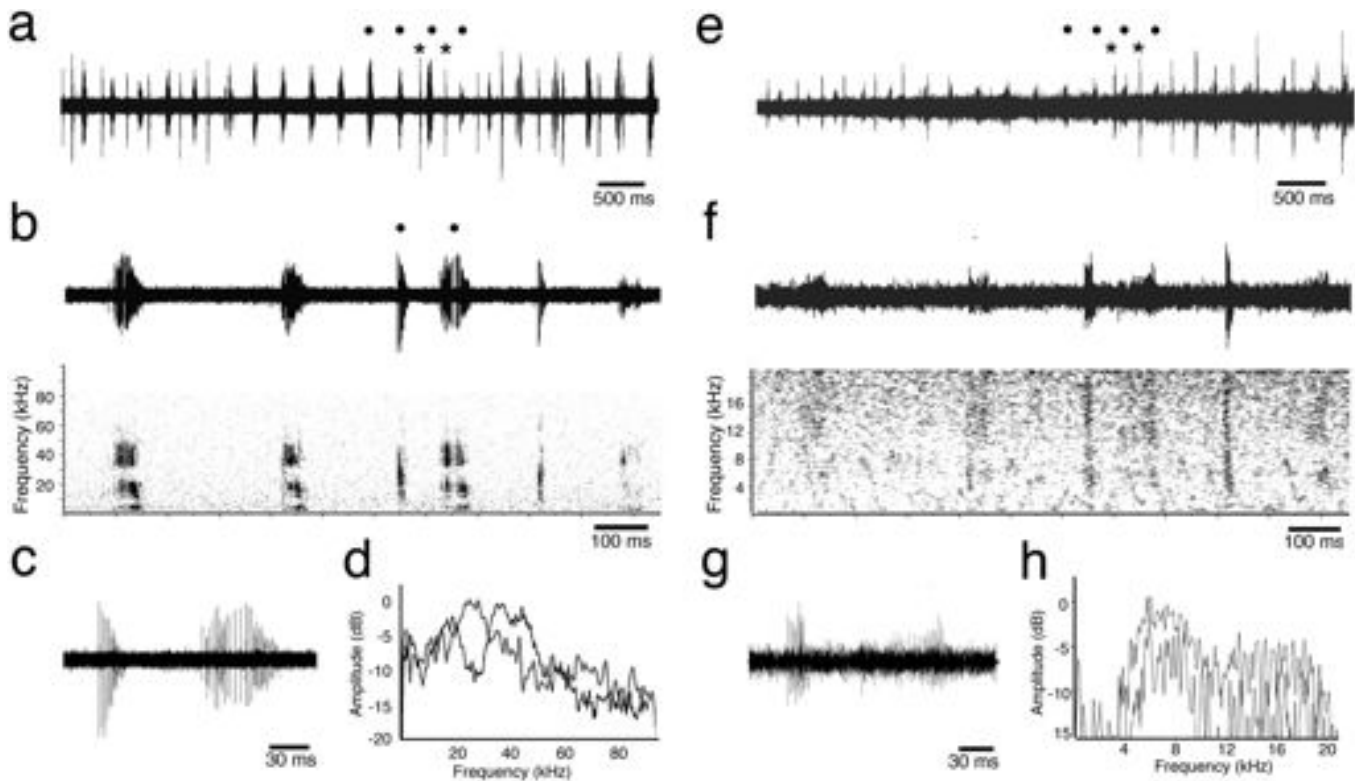 a
500 ms
e
500 ms
b
Frequency (kHz)
80
60
40
20
100 ms
f
Frequency (kHz)
16
12
8
4
100 ms
c
30 ms
d
Amplitude (dB)
0
-5
-10
-15
-20
20
40
60
80
Frequency (kHz)
g
30 ms
h
Amplitude (dB)
0
-5
-10
15
4
8
12
16
20
Frequency (kHz)